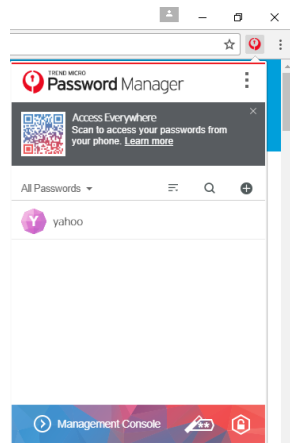 TREND MICRO
Password Manager
Access Everywhere
Scan to access your passwords from
your phone. Learn more
All Passwords
Y yahoo
Management Console